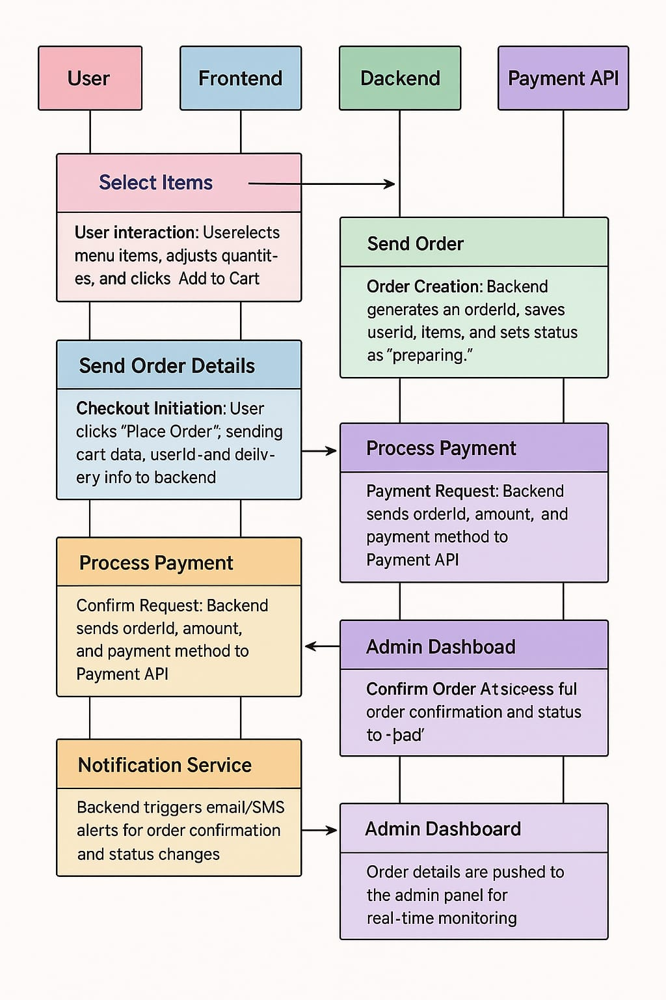 User
Frontend
Dackend
Payment API
Select Items
User interaction: Userelects
menu items, adjusts quantit-
es, and clicks Add to Cart
Send Order
Order Creation: Backend
generates an orderId, saves
userid, items, and sets status
as "preparing."
Send Order Details
Checkout Initiation: User
clicks "Place Order", sending
cart data, userId-and deilv-
ery info to backend
Process Payment
Payment Request: Backend
sends orderId, amount, and
payment method to
Payment API
Process Payment
Confirm Request: Backend
sends orderId, amount,
and payment method to
Payment API
Admin Dashboad
Confirm Order ful
order confirmation and status
to
Notification Service
Backend triggers email/SMS
alerts for order confirmation
and status changes
Admin Dashboard
Order details are pushed to
the admin panel for
real-time monitoring